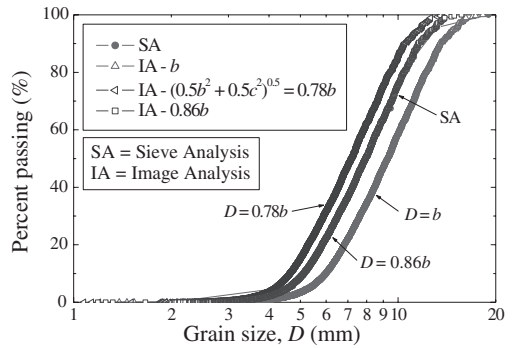 Percent passing (%)
100
80
60
40
20
0
SA
IA - b
IA - (0.5b² + 0.5c²)^0.5 = 0.78b
IA - 0.86b
SA = Sieve Analysis
IA = Image Analysis
SA
D = 0.78b
D = b
D = 0.86b
1 2 3 4 5 6 7 8 9 10 20
Grain size, D (mm)